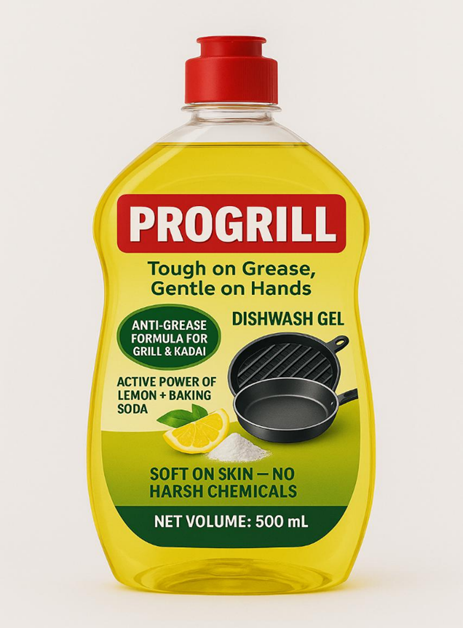 PROGRILL
Tough on Grease,
Gentle on Hands
DISHWASH GEL
ANTI-GREASE
FORMULA FOR
GRILL & KADAI
ACTIVE POWER OF
LEMON + BAKING
SODA
SOFT ON SKIN – NO
HARSH CHEMICALS
NET VOLUME: 500 mL